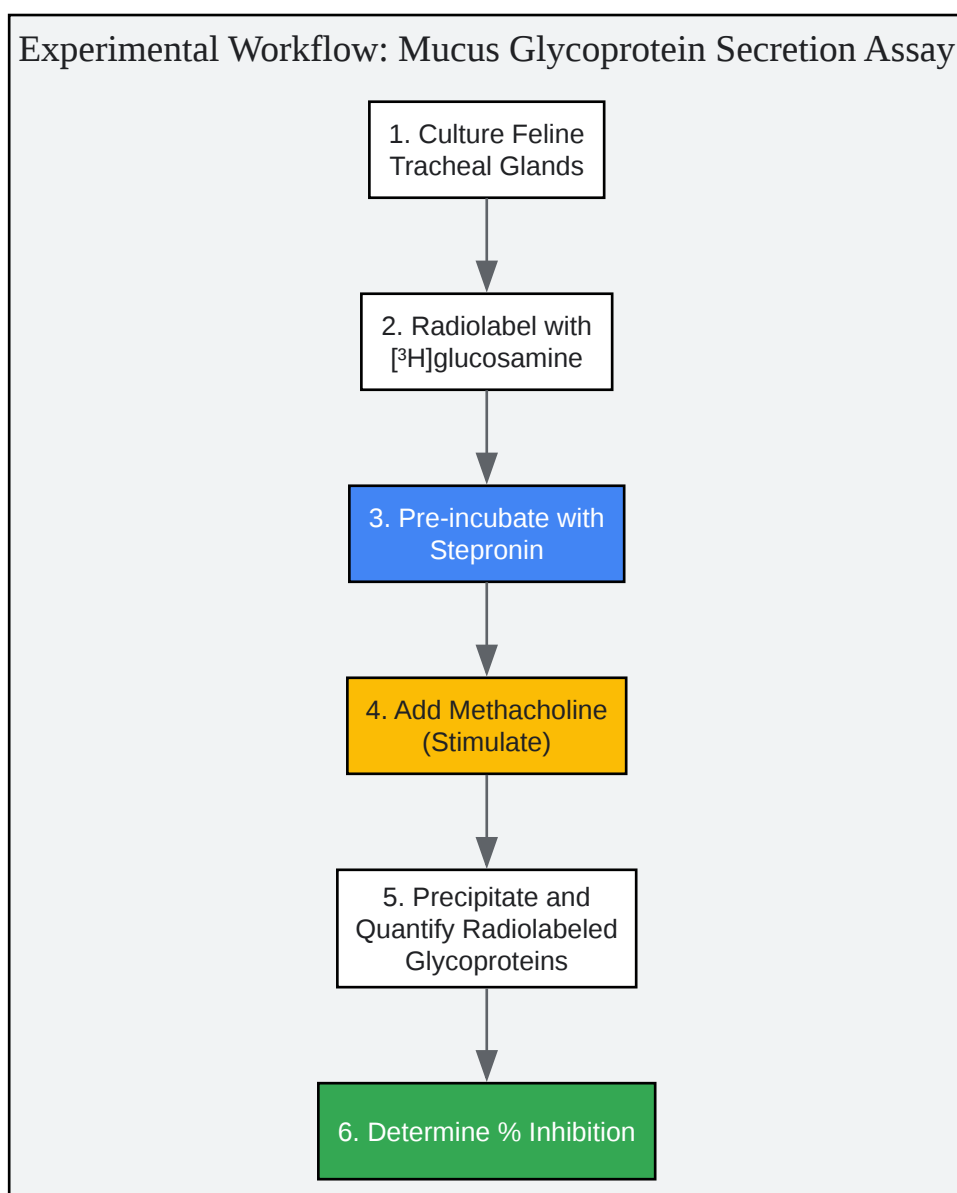 Experimental Workflow: Mucus Glycoprotein Secretion Assay
1. Culture Feline
Tracheal Glands
2. Radiolabel with
[³H]glucosamine
3. Pre-incubate with
Stepronin
4. Add Methacholine
(Stimulate)
5. Precipitate and
Quantify Radiolabeled
Glycoproteins
6. Determine % Inhibition